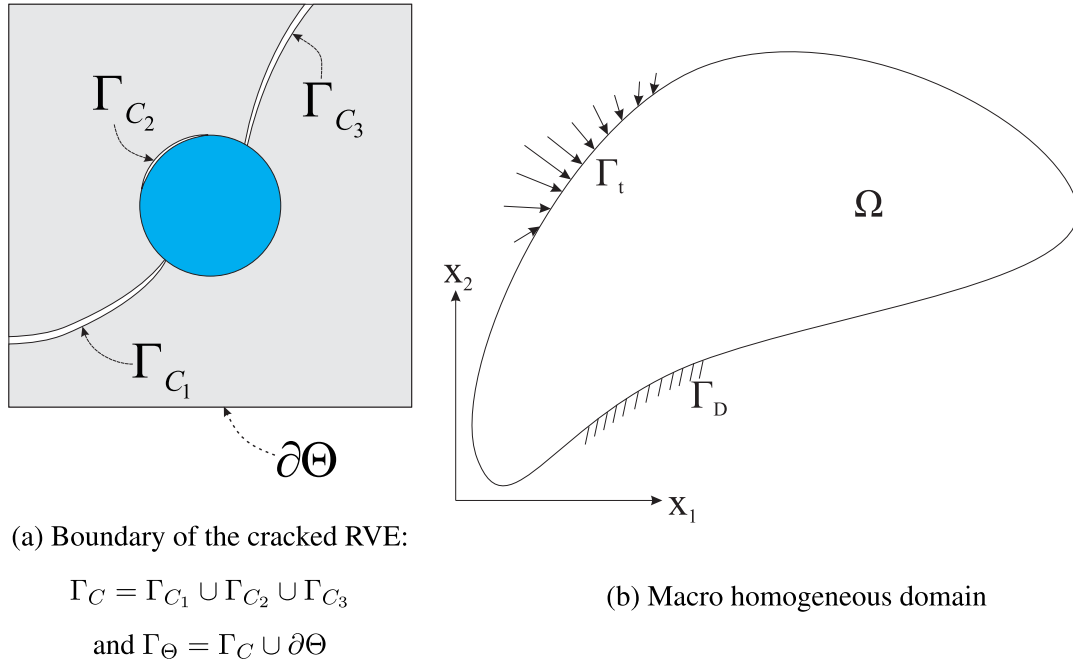 Γ_{C_2}
Γ_{C_3}
Γ_{C_1}
∂Θ
(a) Boundary of the cracked RVE:
Γ_C = Γ_{C_1} ∪ Γ_{C_2} ∪ Γ_{C_3}
and Γ_Θ = Γ_C ∪ ∂Θ
Γ_t
Ω
x_2
Γ_D
x_1
(b) Macro homogeneous domain